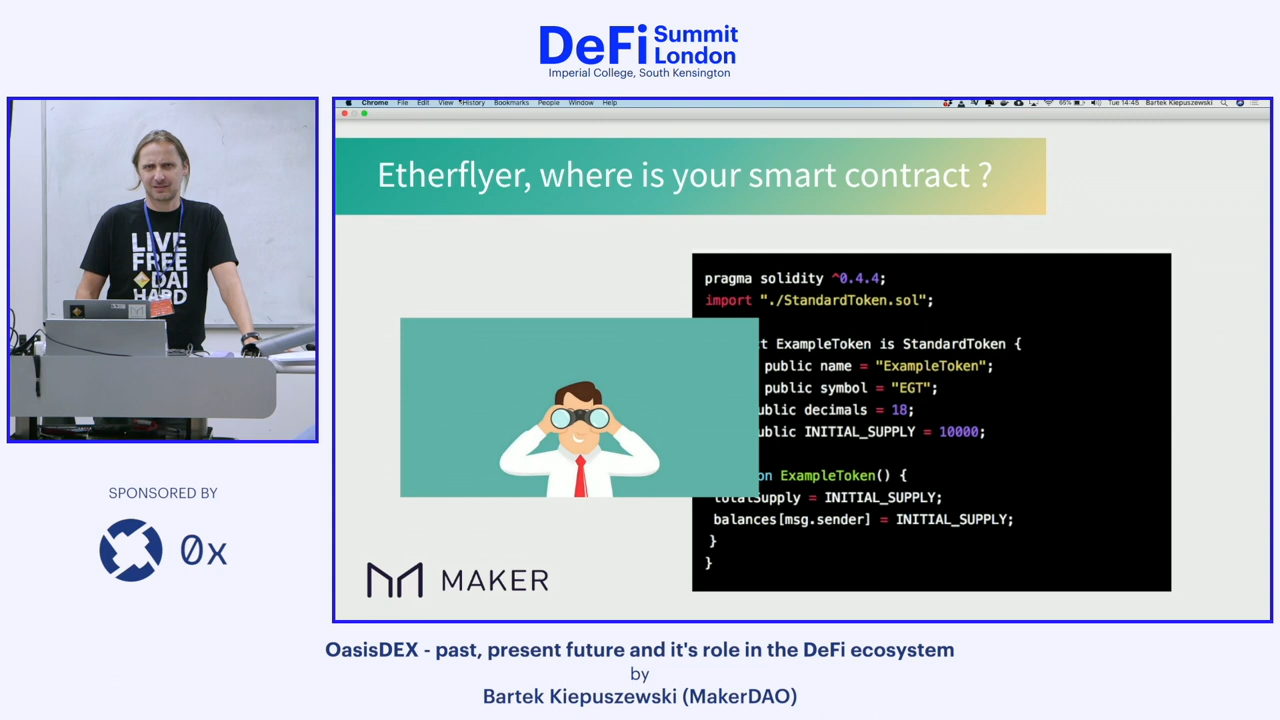 DeFi Summit London
Imperial College, South Kensington
LIVE
FREE
DAI
HARD
SPONSORED BY
0x
Chrome File Edit View History Bookmarks People Window Help
66% Tue 14:45 Bartek Kiepuszewski
Etherflyer, where is your smart contract ?
pragma solidity ^0.4.4;
import "./StandardToken.sol";
t ExampleToken is StandardToken {
public name = "ExampleToken";
public symbol = "EGT";
ublic decimals = 18;
ublic INITIAL_SUPPLY = 10000;
on ExampleToken() {
totalSupply = INITIAL_SUPPLY;
balances[msg.sender] = INITIAL_SUPPLY;
}
}
MAKER
OasisDEX - past, present future and it's role in the DeFi ecosystem
by
Bartek Kiepuszewski (MakerDAO)